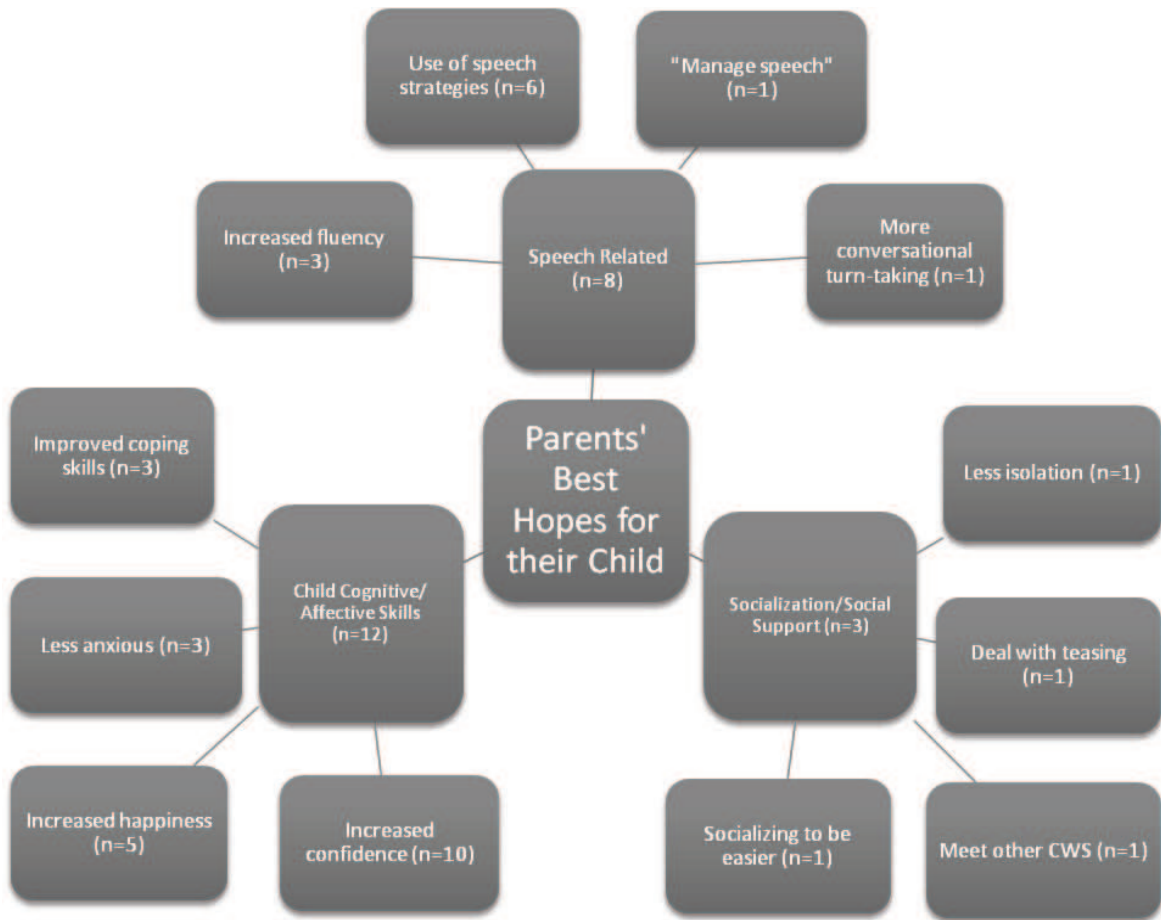 Use of speech
strategies (n=6)
"Manage speech"
(n=1)
Increased fluency
(n=3)
Speech Related
(n=8)
More
conversational
turn-taking (n=1)
Parents'
Best
Hopes for
their Child
Improved coping
skills (n=3)
Less anxious (n=3)
Child Cognitive/
Affective Skills
(n=12)
Increased happiness
(n=5)
Increased
confidence (n=10)
Less isolation (n=1)
Socialization/Social
Support (n=3)
Deal with teasing
(n=1)
Socializing to be
easier (n=1)
Meet other CWS (n=1)